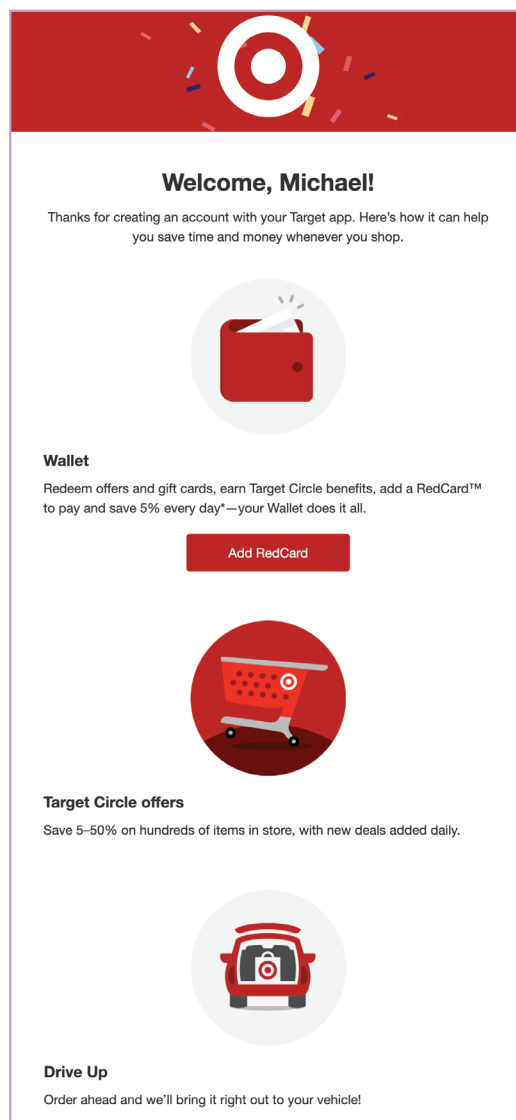 Welcome, Michael!
Thanks for creating an account with your Target app. Here’s how it can help
you save time and money whenever you shop.
Wallet
Redeem offers and gift cards, earn Target Circle benefits, add a RedCard™
to pay and save 5% every day*—your Wallet does it all.
Add RedCard
Target Circle offers
Save 5–50% on hundreds of items in store, with new deals added daily.
Drive Up
Order ahead and we’ll bring it right out to your vehicle!